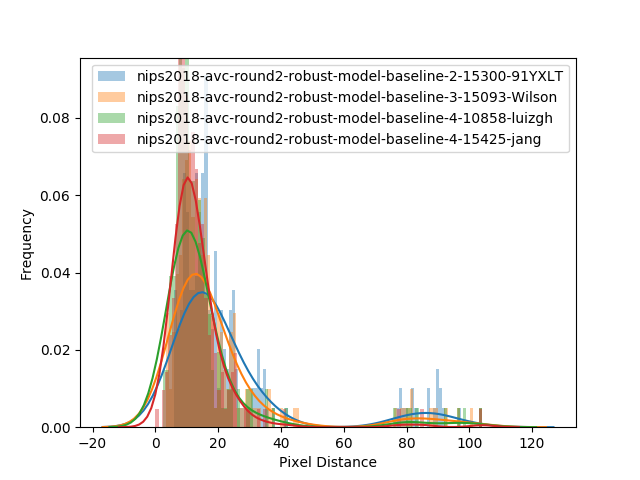 nips2018-avc-round2-robust-model-baseline-2-15300-91YXLT
nips2018-avc-round2-robust-model-baseline-3-15093-Wilson
nips2018-avc-round2-robust-model-baseline-4-10858-luizgh
nips2018-avc-round2-robust-model-baseline-4-15425-jang
0.08
0.06
0.04
0.02
0.00
Frequency
−20 0 20 40 60 80 100 120
Pixel Distance